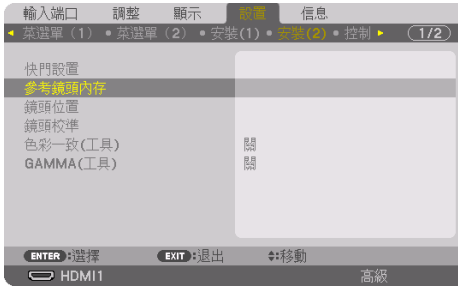 輸入端口 調整 顯示 設置 信息
◀ 菜選單（1） ● 菜選單（2） ● 安裝(1) ● 安裝(2) ● 控制 ▶ (1/2)
快門設置
參考鏡頭內存
鏡頭位置
鏡頭校準
色彩一致(工具) 關
GAMMA(工具) 關
ENTER:選擇 EXIT:退出 ◆:移動
HDMI1 高級